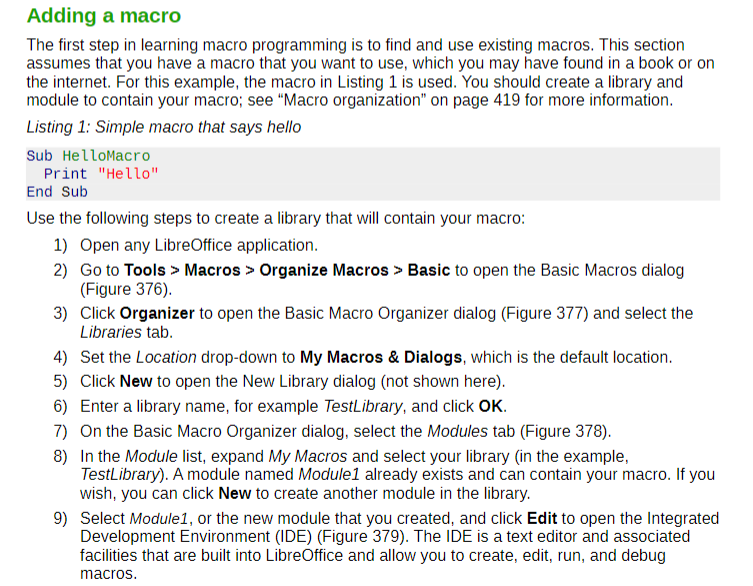 Adding a macro
The first step in learning macro programming is to find and use existing macros. This section
assumes that you have a macro that you want to use, which you may have found in a book or on
the internet. For this example, the macro in Listing 1 is used. You should create a library and
module to contain your macro; see “Macro organization” on page 419 for more information.
Listing 1: Simple macro that says hello
Sub HelloMacro
  Print "Hello"
End Sub
Use the following steps to create a library that will contain your macro:
1) Open any LibreOffice application.
2) Go to Tools > Macros > Organize Macros > Basic to open the Basic Macros dialog
(Figure 376).
3) Click Organizer to open the Basic Macro Organizer dialog (Figure 377) and select the
Libraries tab.
4) Set the Location drop-down to My Macros & Dialogs, which is the default location.
5) Click New to open the New Library dialog (not shown here).
6) Enter a library name, for example TestLibrary, and click OK.
7) On the Basic Macro Organizer dialog, select the Modules tab (Figure 378).
8) In the Module list, expand My Macros and select your library (in the example,
TestLibrary). A module named Module1 already exists and can contain your macro. If you
wish, you can click New to create another module in the library.
9) Select Module1, or the new module that you created, and click Edit to open the Integrated
Development Environment (IDE) (Figure 379). The IDE is a text editor and associated
facilities that are built into LibreOffice and allow you to create, edit, run, and debug
macros.